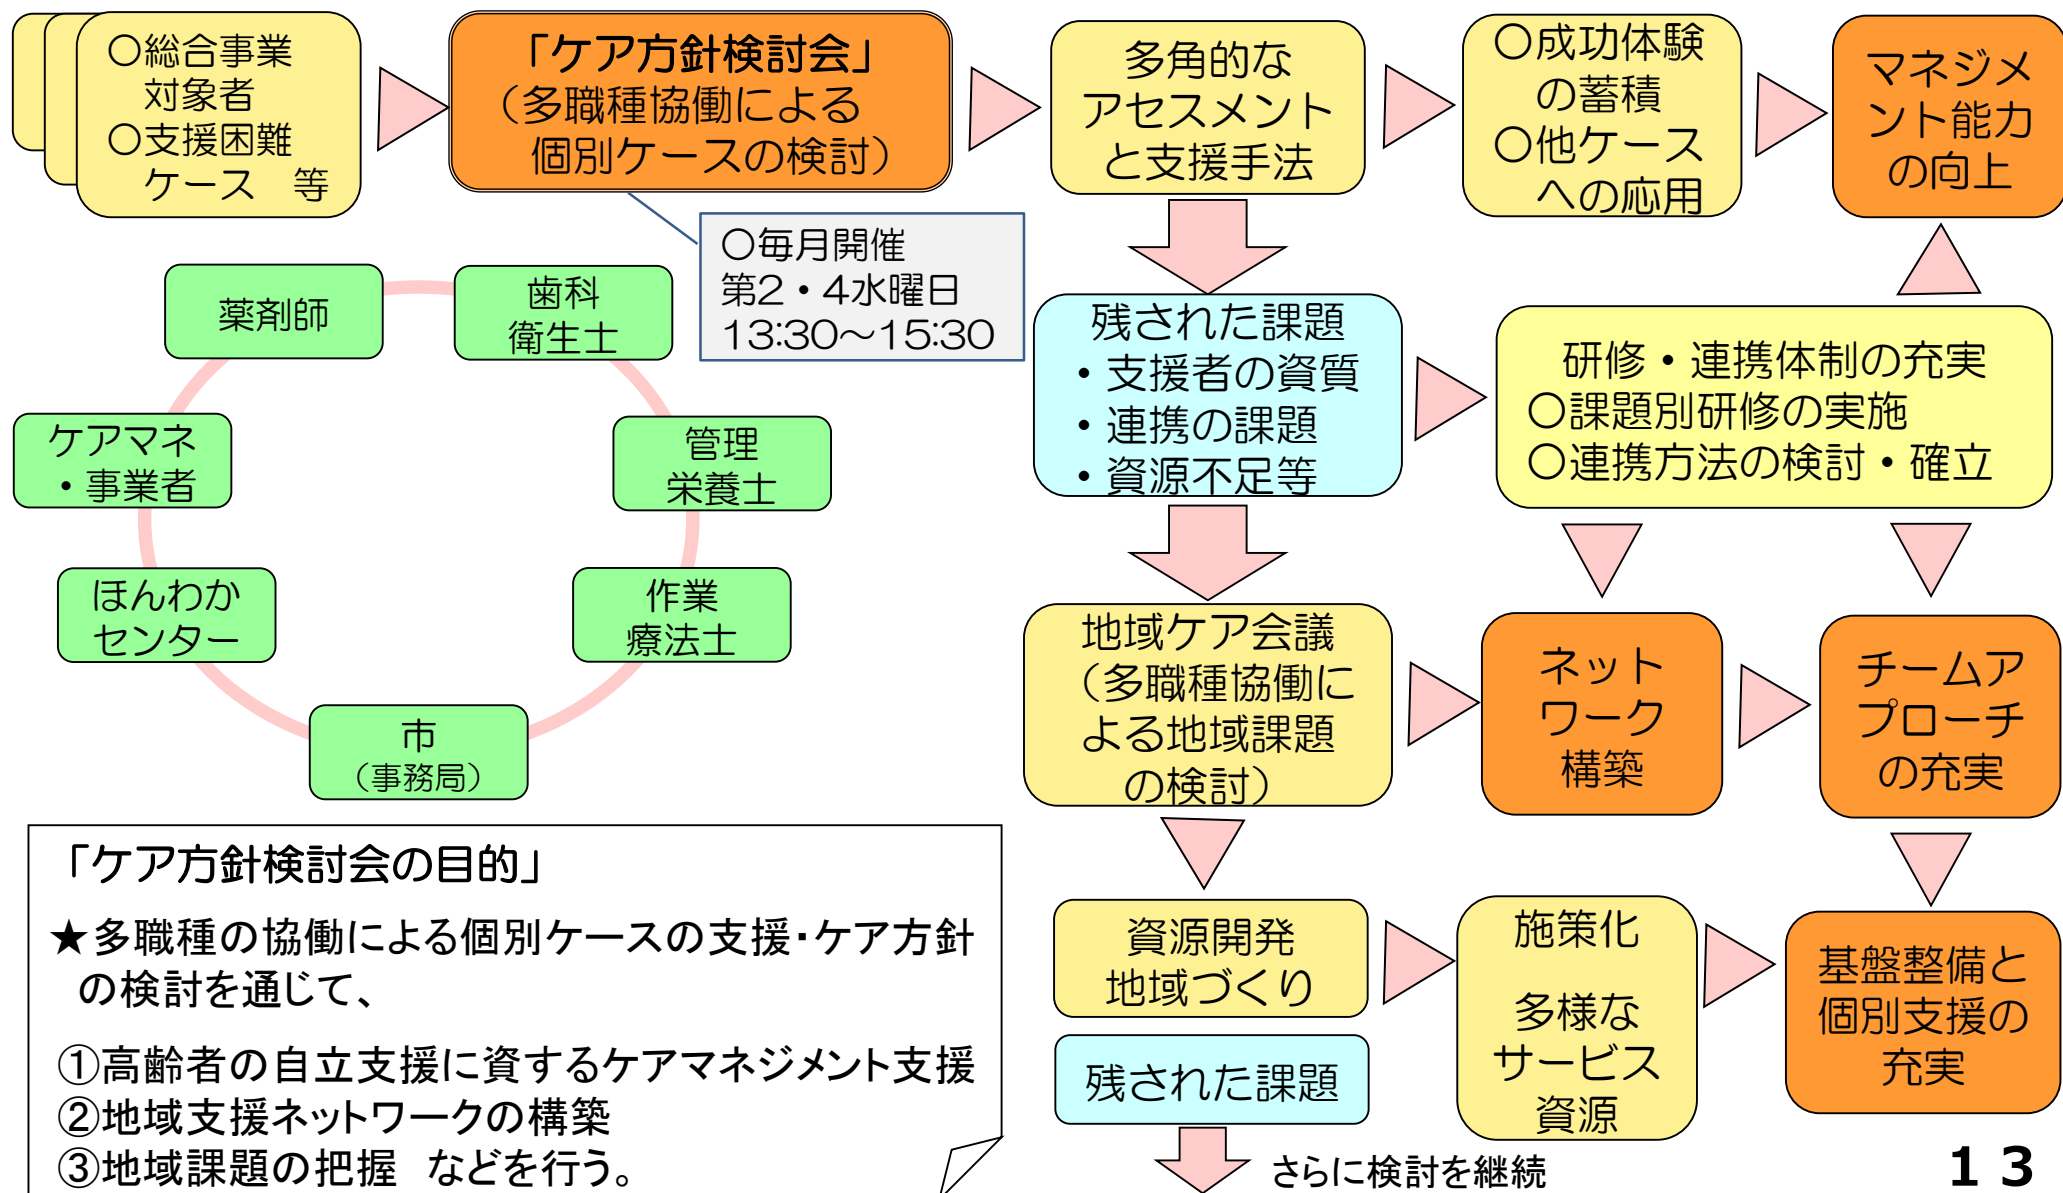 〇総合事業
対象者
〇支援困難
ケース　等
「ケア方針検討会」
（多職種協働による
個別ケースの検討）
多角的な
アセスメント
と支援手法
〇成功体験
の蓄積
〇他ケース
への応用
マネジメ
ント能力
の向上
〇毎月開催
第2・4水曜日
13:30～15:30
薬剤師
歯科
衛生士
ケアマネ
・事業者
管理
栄養士
ほんわか
センター
作業
療法士
市
（事務局）
残された課題
・支援者の資質
・連携の課題
・資源不足等
研修・連携体制の充実
〇課題別研修の実施
〇連携方法の検討・確立
地域ケア会議
（多職種協働に
よる地域課題
の検討）
ネット
ワーク
構築
チームア
プローチ
の充実
資源開発
地域づくり
施策化
多様な
サービス
資源
基盤整備と
個別支援の
充実
残された課題
さらに検討を継続
「ケア方針検討会の目的」
★多職種の協働による個別ケースの支援・ケア方針
の検討を通じて、
①高齢者の自立支援に資するケアマネジメント支援
②地域支援ネットワークの構築
③地域課題の把握　などを行う。
１３